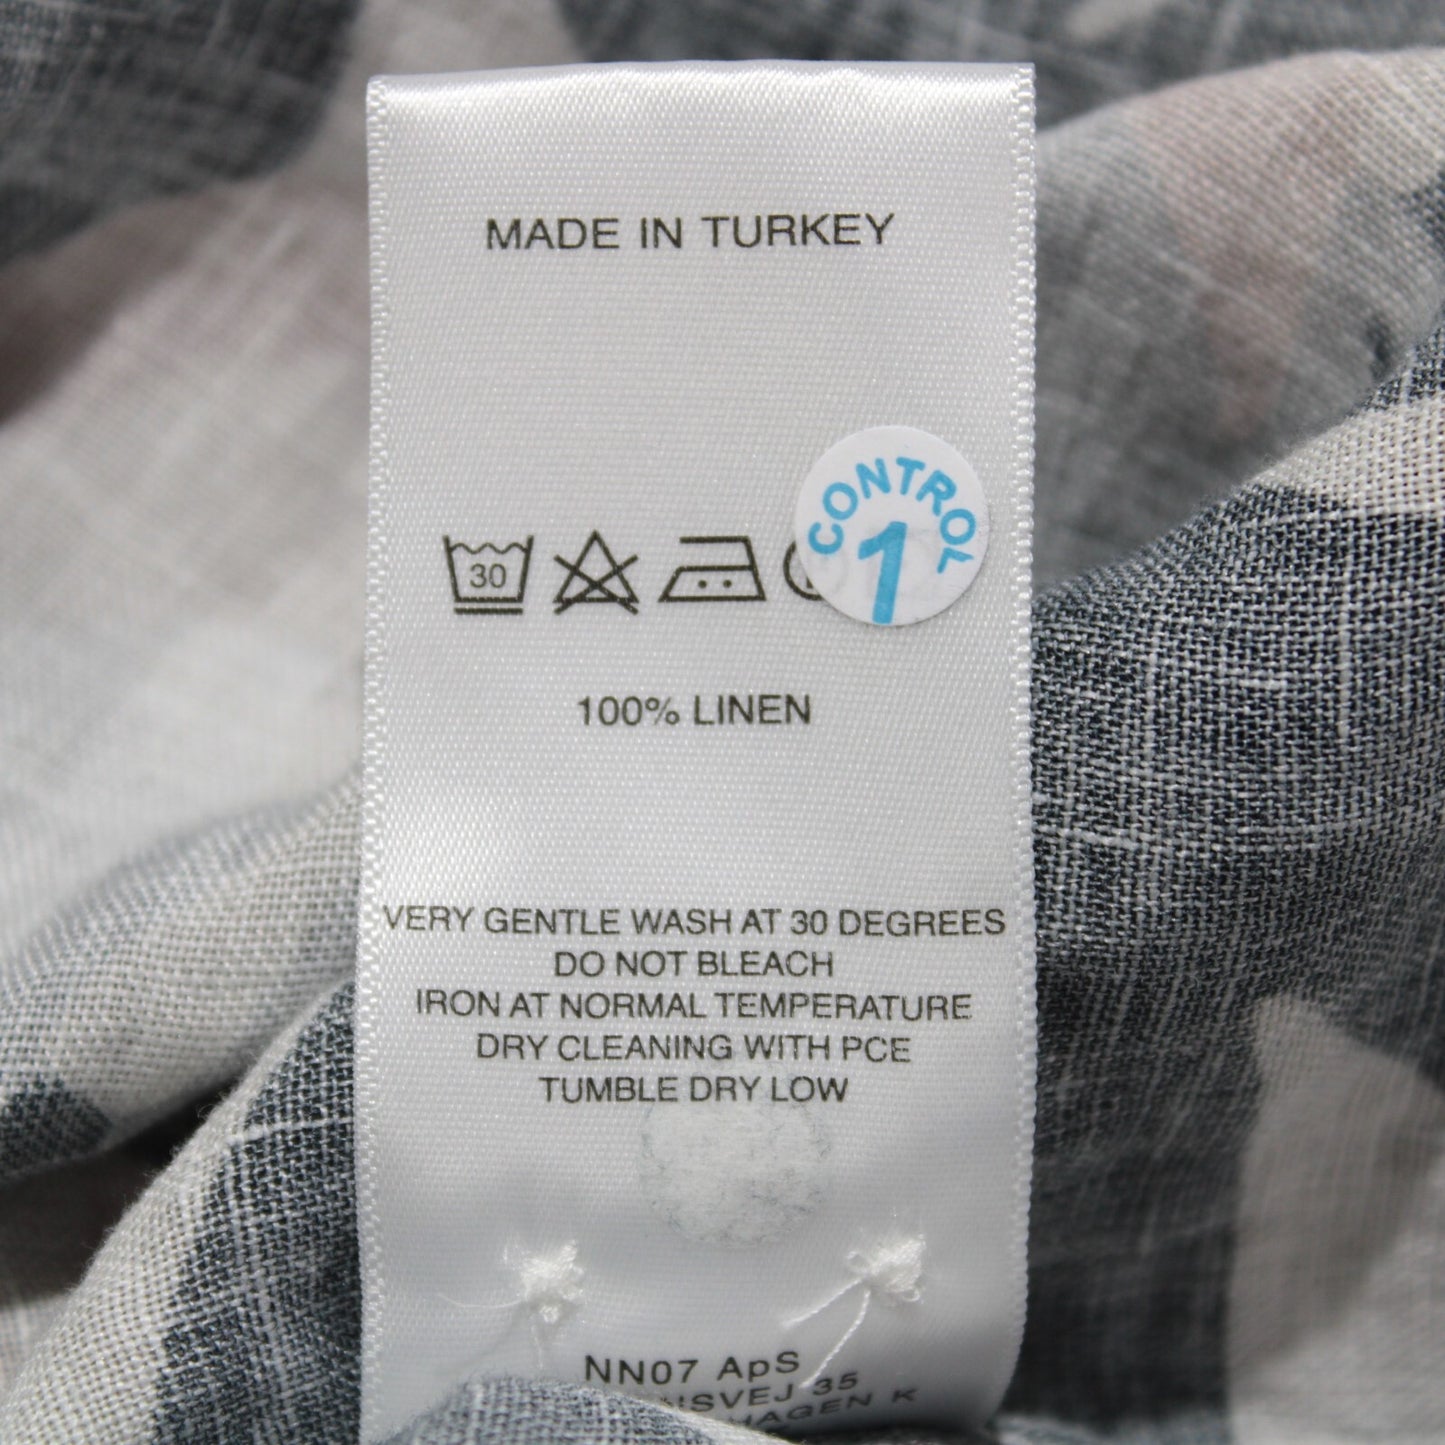 MADE IN TURKEY
CONTROL
1
30
100% LINEN
VERY GENTLE WASH AT 30 DEGREES
DO NOT BLEACH
IRON AT NORMAL TEMPERATURE
DRY CLEANING WITH PCE
TUMBLE DRY LOW
NN07 ApS
35
K